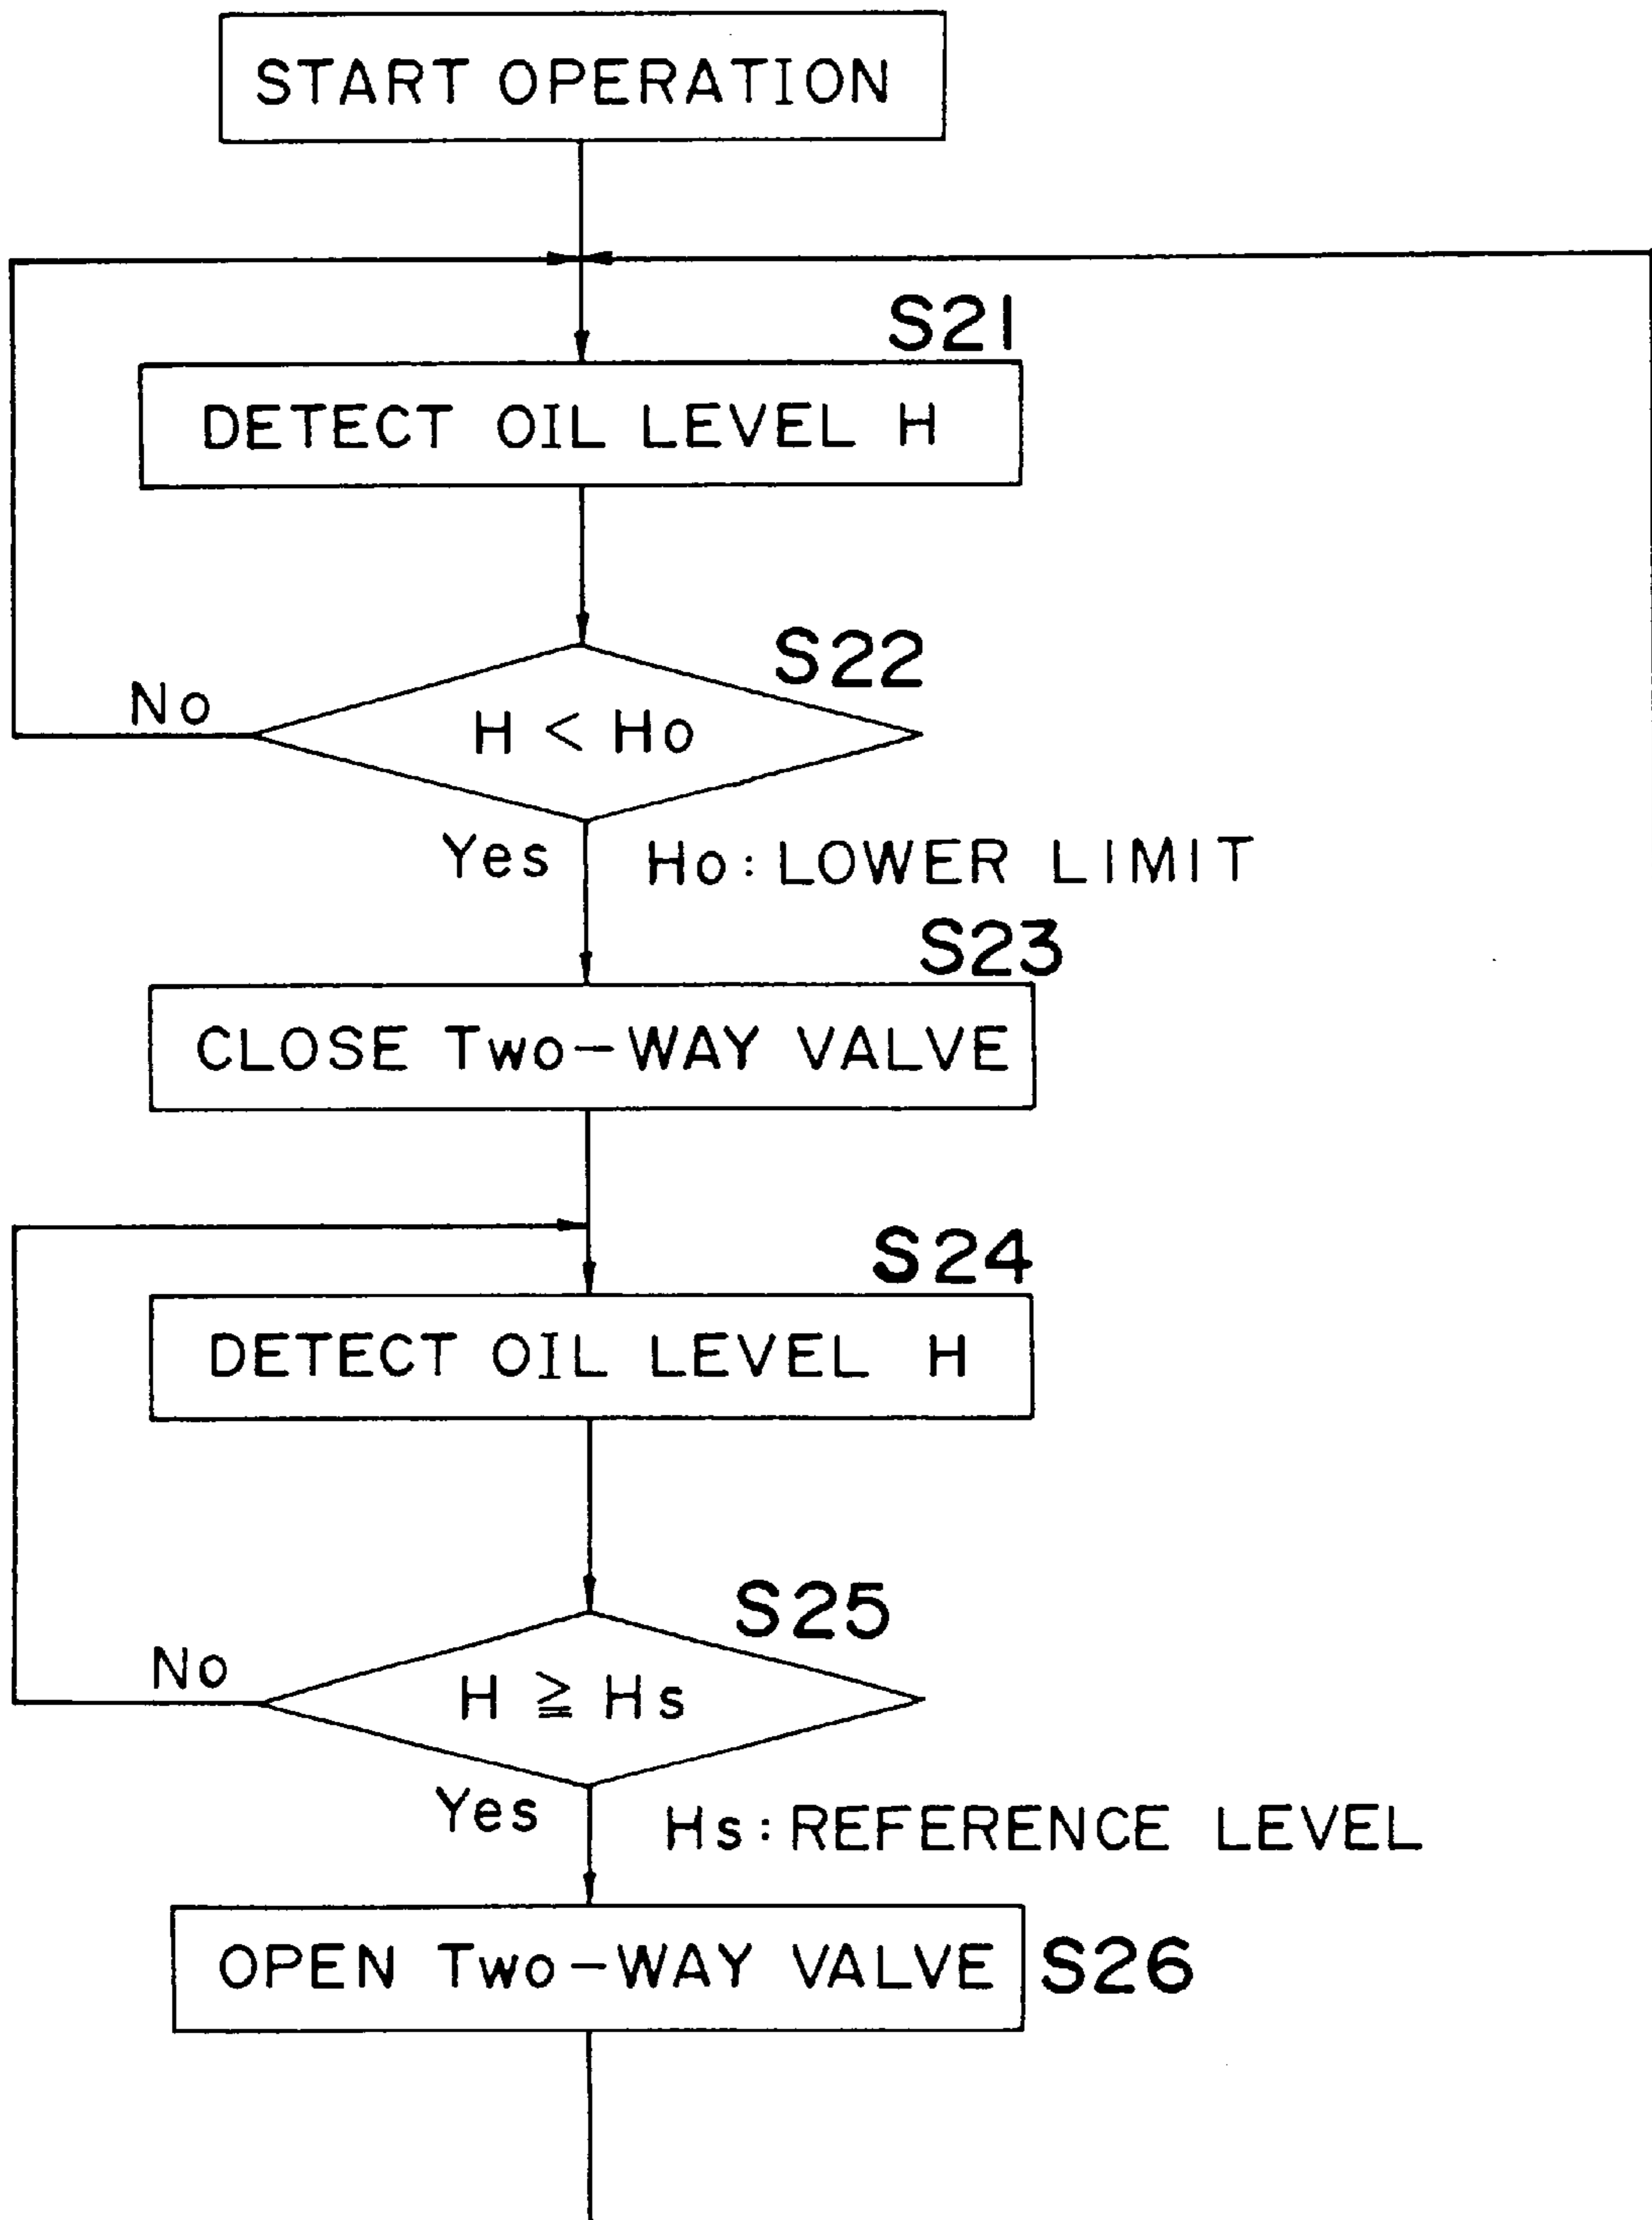 START OPERATION
S21
DETECT OIL LEVEL H
S22
No
H < Ho
Yes
Ho: LOWER LIMIT
S23
CLOSE Two-WAY VALVE
S24
DETECT OIL LEVEL H
S25
No
H ≧ Hs
Yes
Hs: REFERENCE LEVEL
OPEN Two-WAY VALVE
S26